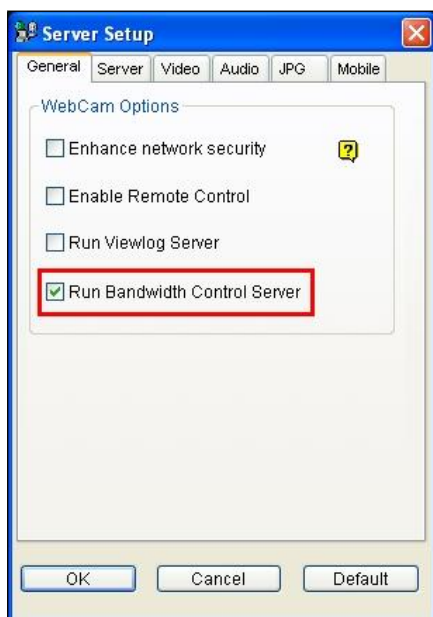 Server Setup
General Server Video Audio JPG Mobile
WebCam Options
Enhance network security ?
Enable Remote Control
Run Viewlog Server
Run Bandwidth Control Server
OK Cancel Default